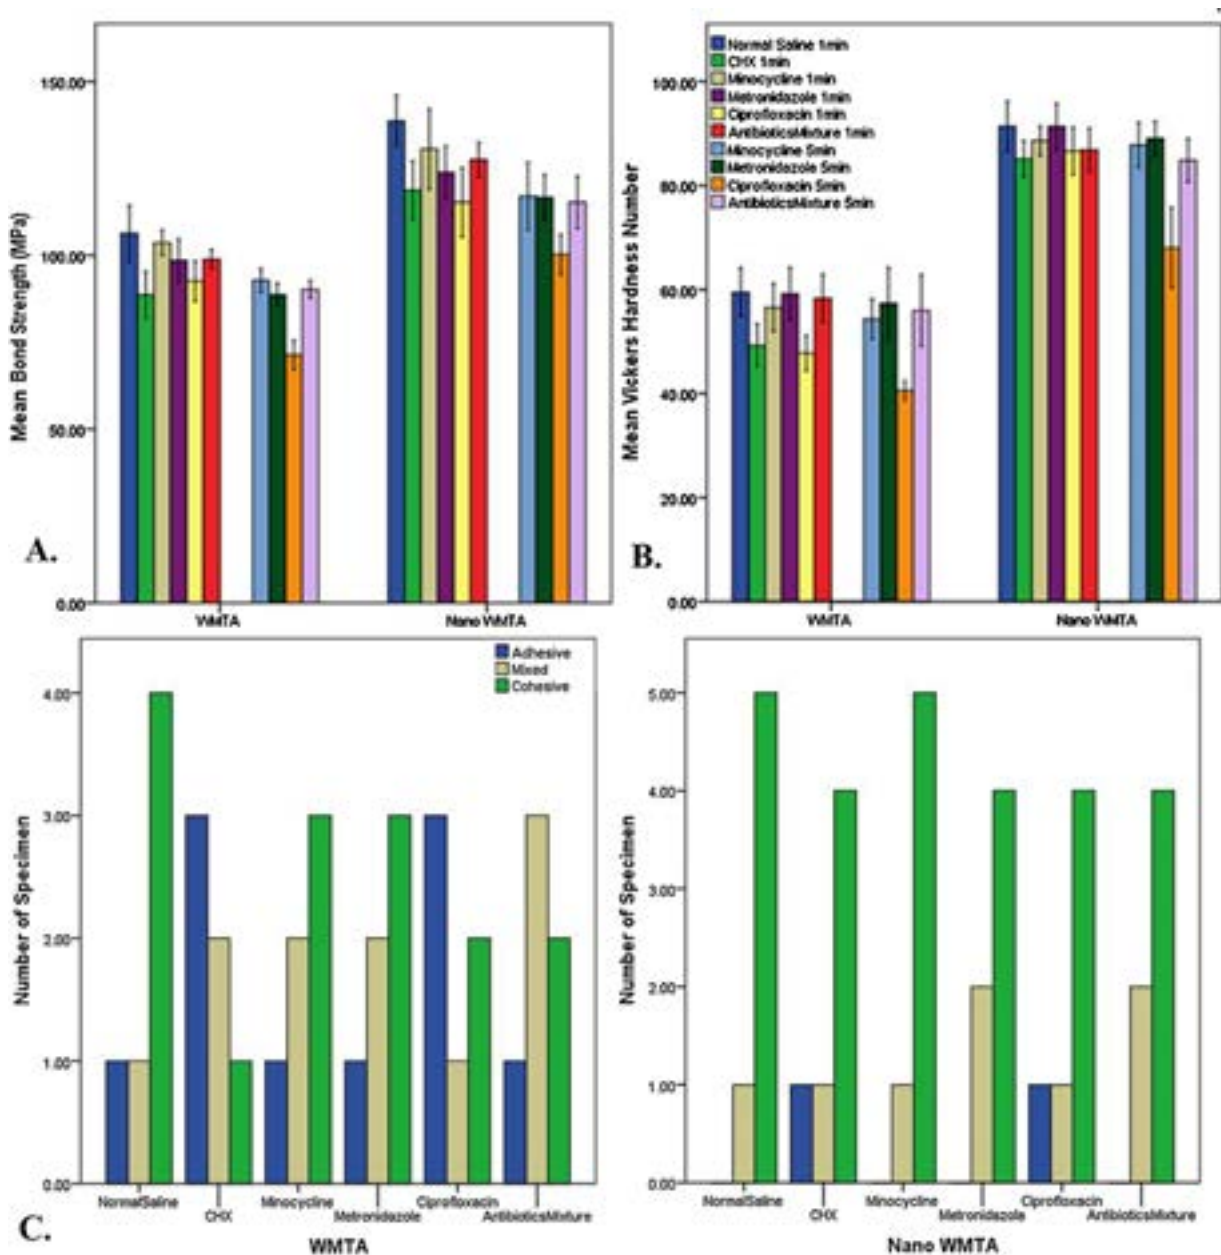 Mean Bond Strength (MPa)
150.00
100.00
50.00
0.00
WMTA
Nano WMTA
A.
Mean Vickers Hardness Number
100.00
80.00
60.00
40.00
20.00
0.00
Normal Saline 1min
CHX 1min
Minocycline 1min
Metronidazole 1min
Ciprofloxacin 1min
AntibioticsMixture 1min
Minocycline 5min
Metronidazole 5min
Ciprofloxacin 5min
AntibioticsMixture 5min
WMTA
Nano WMTA
B.
Number of Specimen
4.00
3.00
2.00
1.00
0.00
Adhesive
Mixed
Cohesive
NormalSaline
CHX
Minocycline
Metronidazole
Ciprofloxacin
AntibioticsMixture
WMTA
C.
Number of Specimen
5.00
4.00
3.00
2.00
1.00
0.00
NormalSaline
CHX
Minocycline
Metronidazole
Ciprofloxacin
AntibioticsMixture
Nano WMTA